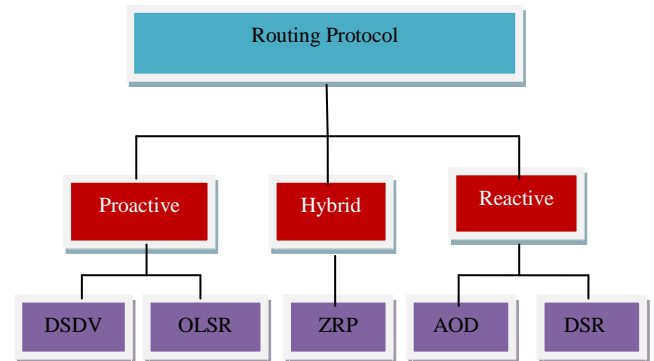 Routing Protocol
Proactive
Hybrid
Reactive
DSDV
OLSR
ZRP
AOD
DSR